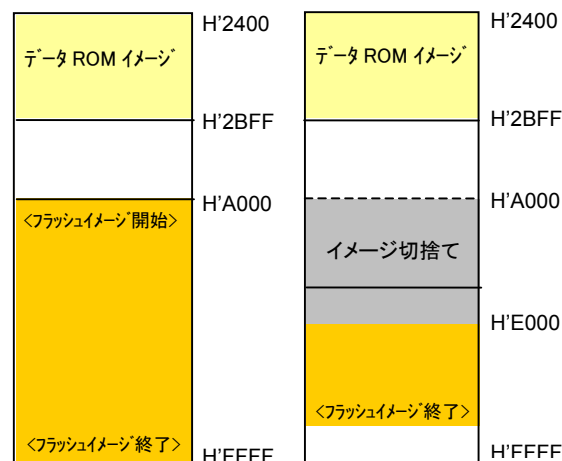 H'2400
データ ROM イメージ
H'2BFF
H'A000
<フラッシュイメージ開始>
<フラッシュイメージ終了>
H'FFFF
H'2400
データ ROM イメージ
H'2BFF
H'A000
イメージ切捨て
H'E000
<フラッシュイメージ終了>
H'FFFF